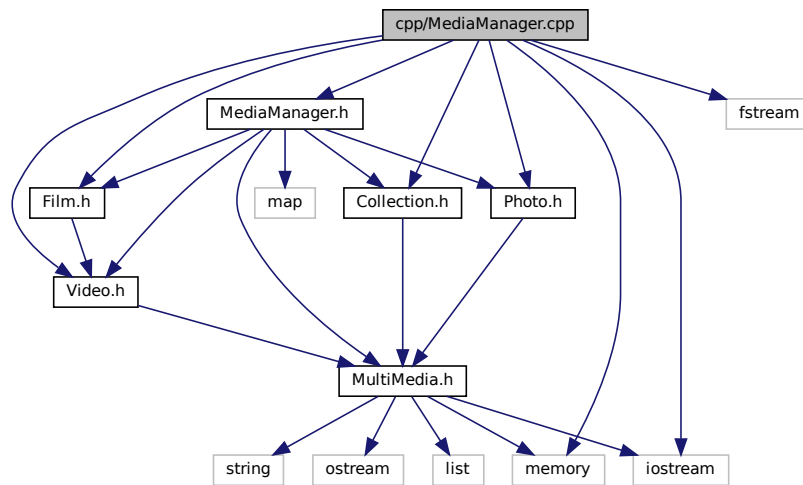 cpp/MediaManager.cpp
MediaManager.h
fstream
Film.h
map
Collection.h
Photo.h
Video.h
MultiMedia.h
string
ostream
list
memory
iostream